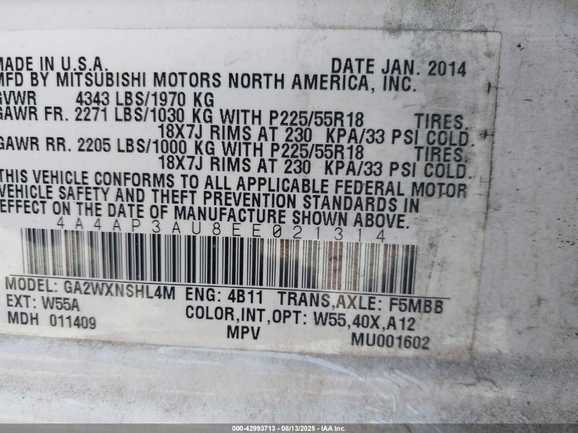 MADE IN U.S.A. DATE JAN. 2014
MFD BY MITSUBISHI MOTORS NORTH AMERICA, INC.
GVWR 4343 LBS/1970 KG
GAWR FR. 2271 LBS/1030 KG WITH P225/55R18 TIRES,
18X7J RIMS AT 230 KPA/33 PSI COLD.
GAWR RR. 2205 LBS/1000 KG WITH P225/55R18 TIRES,
18X7J RIMS AT 230 KPA/33 PSI COLD.
THIS VEHICLE CONFORMS TO ALL APPLICABLE FEDERAL MOTOR
VEHICLE SAFETY AND THEFT PREVENTION STANDARDS IN
EFFECT ON THE DATE OF MANUFACTURE SHOWN ABOVE.
4A4AP3AU8EE021314
MODEL: GA2WXNSHL4M ENG: 4B11 TRANS,AXLE: F5MBB
EXT: W55A COLOR,INT,OPT: W55,40X,A12
MDH 011409 MPV MU001602
000-42993713 - 08/13/2025 - IAA Inc.